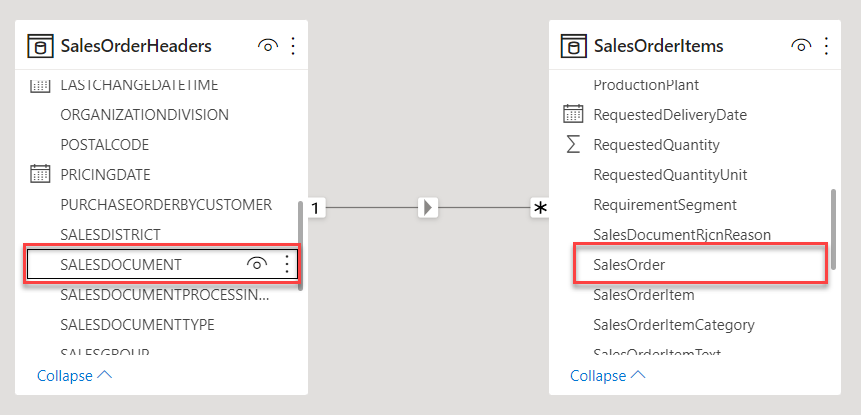 SalesOrderHeaders
LASTCHANGEDATETIME
ORGANIZATIONDIVISION
POSTALCODE
PRICINGDATE
PURCHASEORDERBYCUSTOMER
SALESDISTRICT
SALESDOCUMENT
SALESDOCUMENTPROCESSIN...
SALESDOCUMENTTYPE
SALESGROUP
Collapse
1
*
SalesOrderItems
ProductionPlant
RequestedDeliveryDate
RequestedQuantity
RequestedQuantityUnit
RequirementSegment
SalesDocumentRjcnReason
SalesOrder
SalesOrderItem
SalesOrderItemCategory
SalesOrderItemText
Collapse